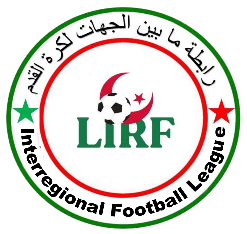 رابطة ما بين الجهات لكرة القدم
LIRF
Interregional Football League